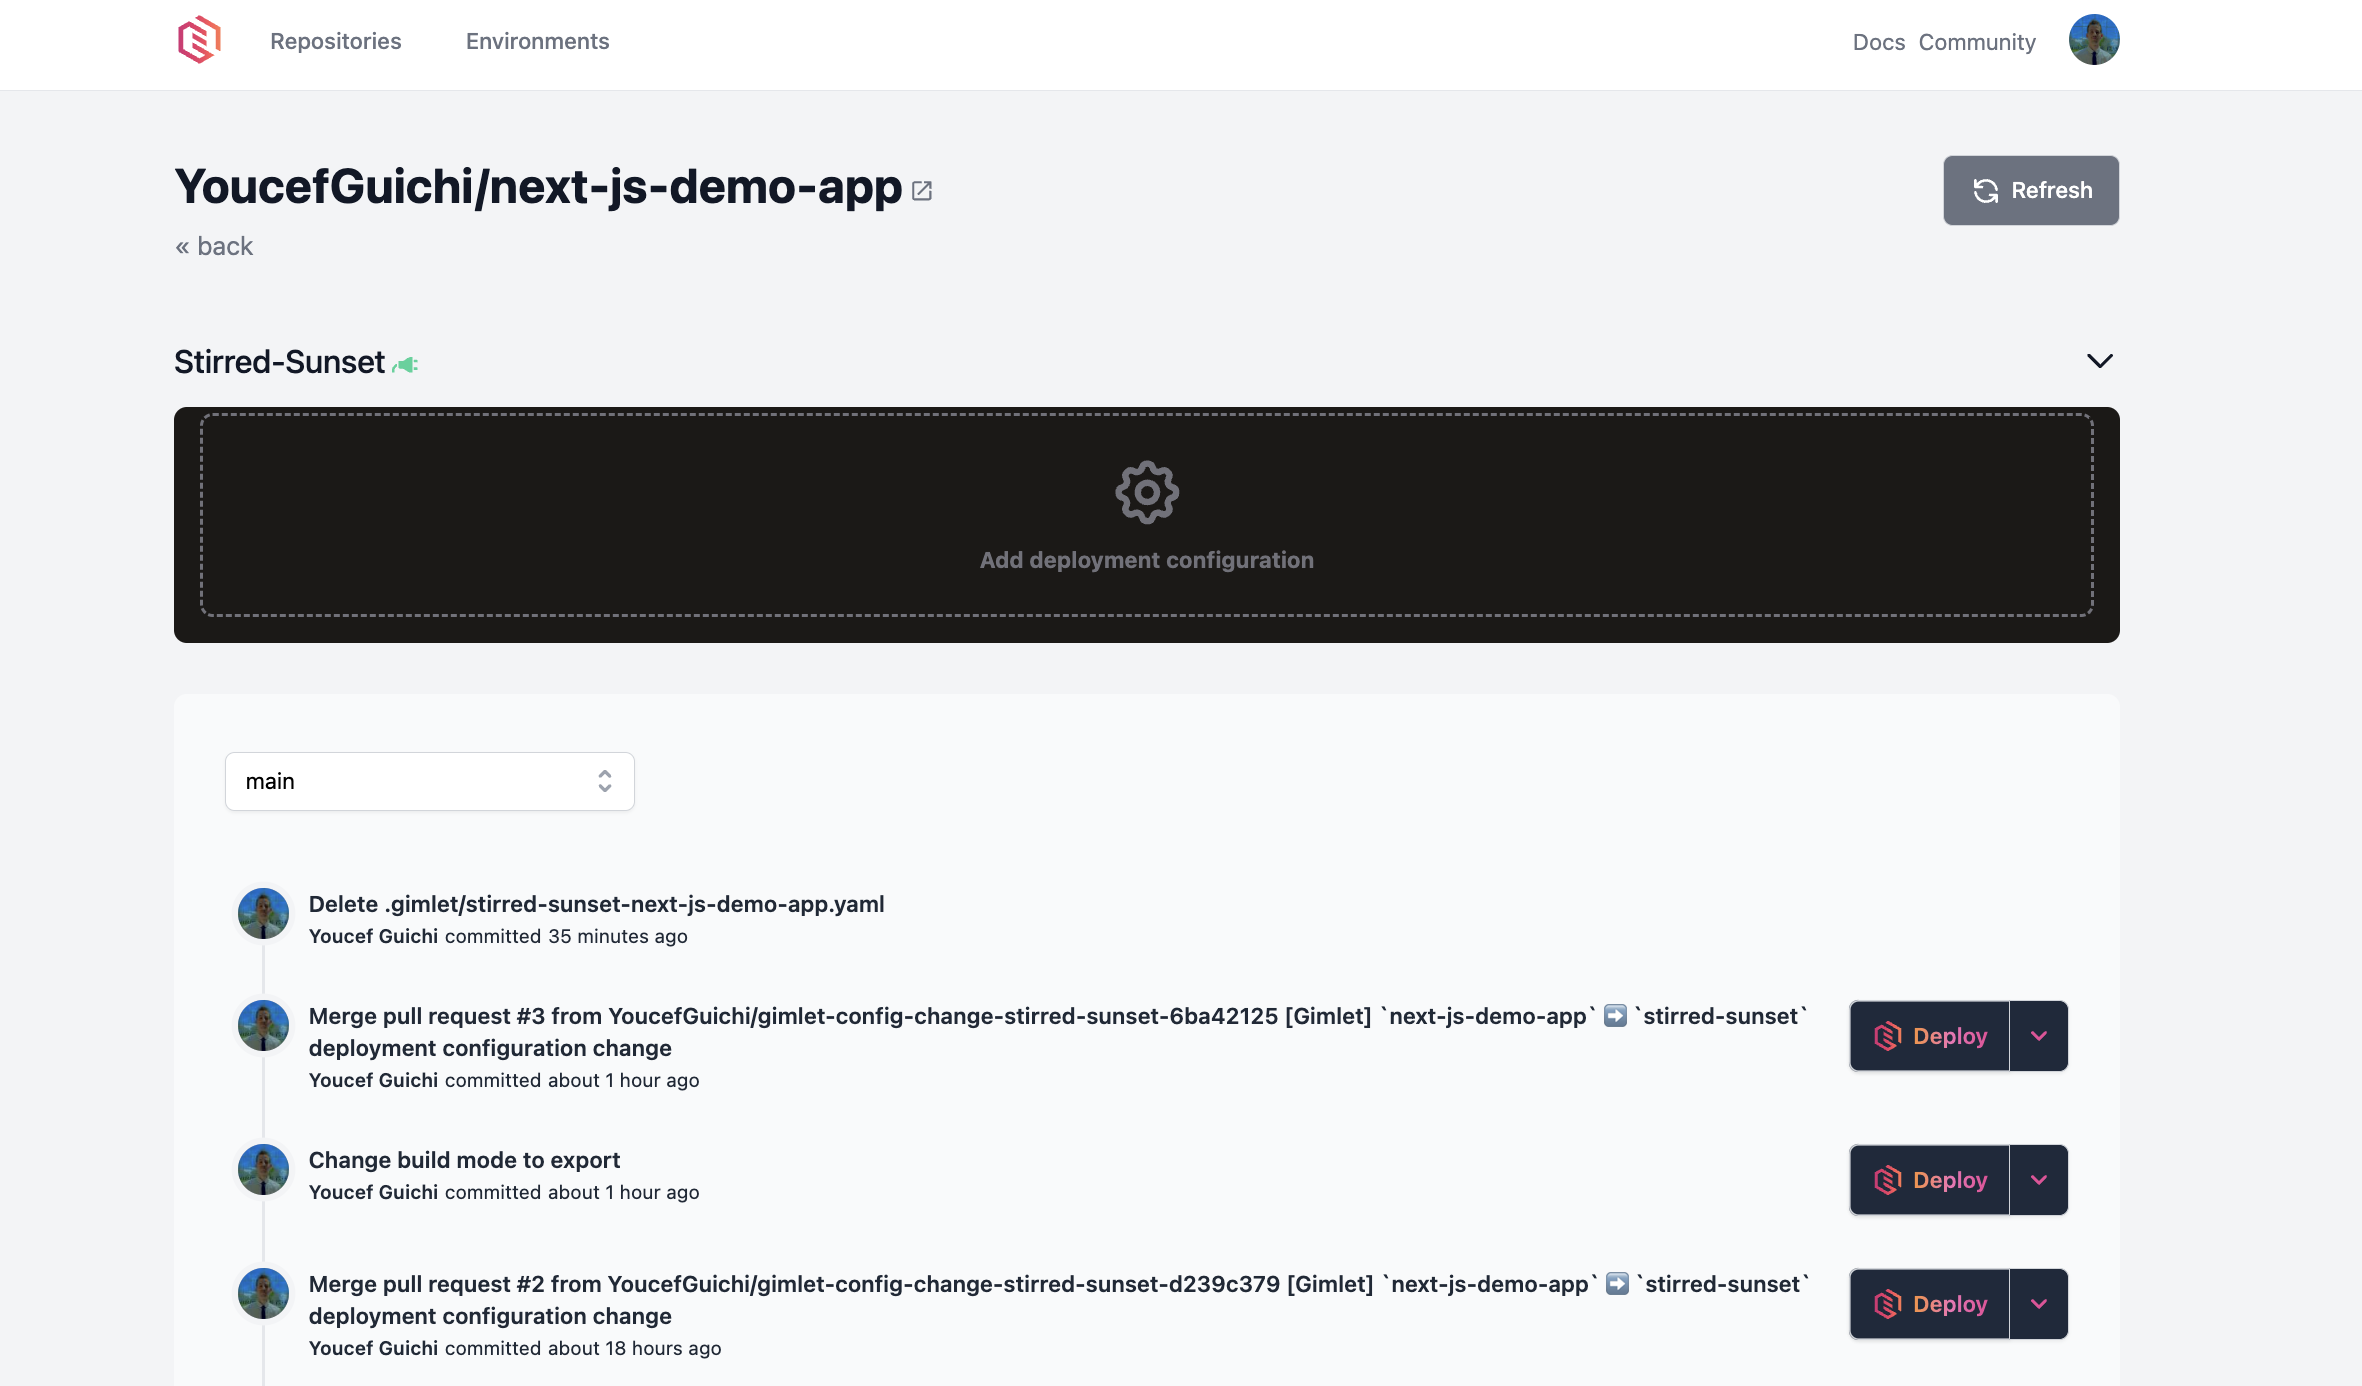 Repositories Environments Docs Community
YoucefGuichi/next-js-demo-app
Refresh
« back
Stirred-Sunset
Add deployment configuration
main
Delete .gimlet/stirred-sunset-next-js-demo-app.yaml
Youcef Guichi committed 35 minutes ago
Merge pull request #3 from YoucefGuichi/gimlet-config-change-stirred-sunset-6ba42125 [Gimlet] `next-js-demo-app` ➡️ `stirred-sunset`
deployment configuration change
Deploy
Youcef Guichi committed about 1 hour ago
Change build mode to export
Deploy
Youcef Guichi committed about 1 hour ago
Merge pull request #2 from YoucefGuichi/gimlet-config-change-stirred-sunset-d239c379 [Gimlet] `next-js-demo-app` ➡️ `stirred-sunset`
deployment configuration change
Deploy
Youcef Guichi committed about 18 hours ago